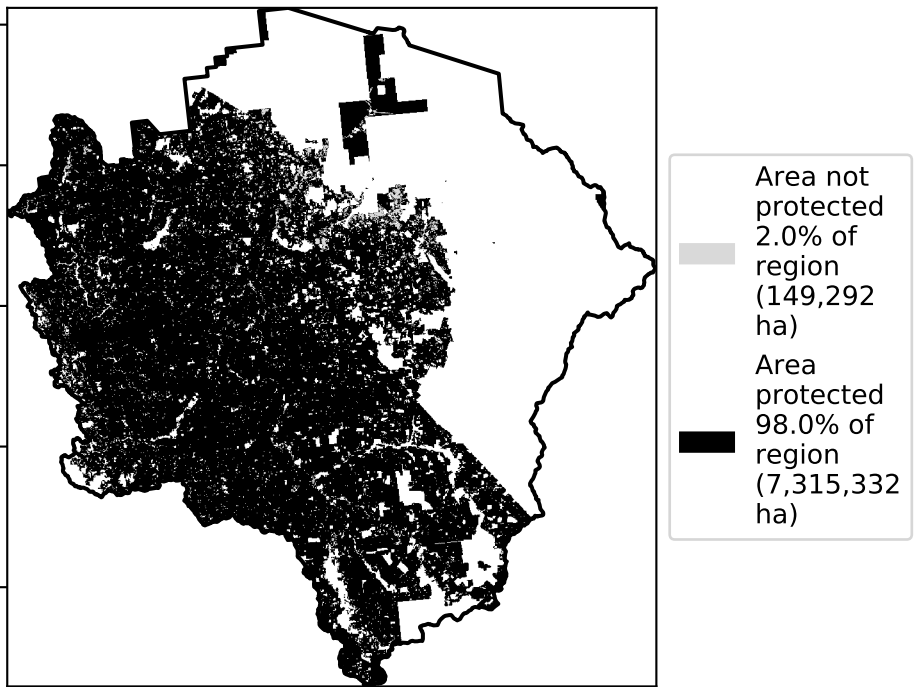 Area not
protected
2.0% of
region
(149,292
ha)
Area
protected
98.0% of
region
(7,315,332
ha)